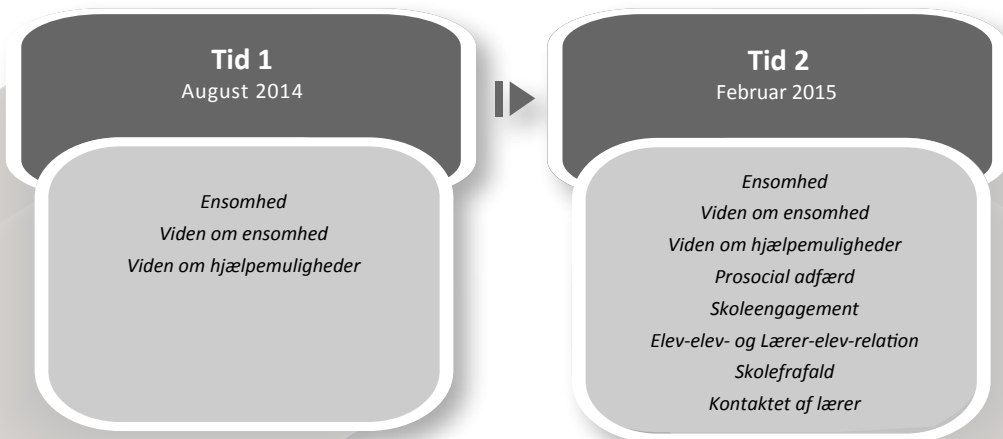 Tid 1
August 2014
Ensomhed
Viden om ensomhed
Viden om hjælpemuligheder
Tid 2
Februar 2015
Ensomhed
Viden om ensomhed
Viden om hjælpemuligheder
Prosocial adfærd
Skoleengagement
Elev-elev- og Lærer-elev-relation
Skolefrafald
Kontaktet af lærer